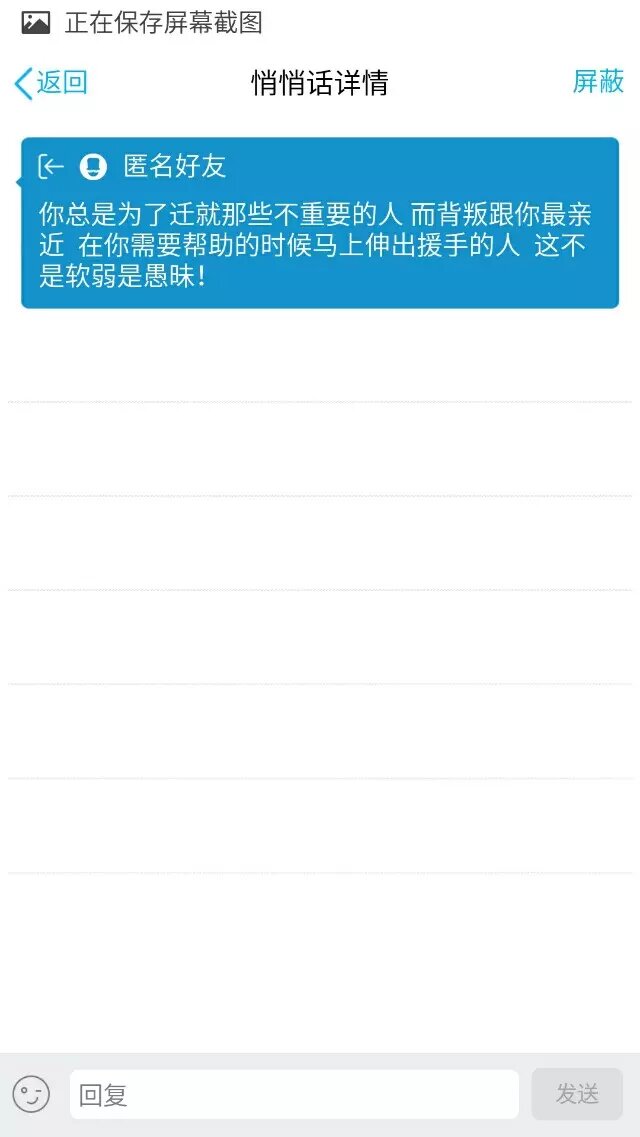 正在保存屏幕截图
返回
悄悄话详情
屏蔽
匿名好友
你总是为了迁就那些不重要的人 而背叛跟你最亲
近 在你需要帮助的时候马上伸出援手的人 这不
是软弱是愚昧!
回复
发送